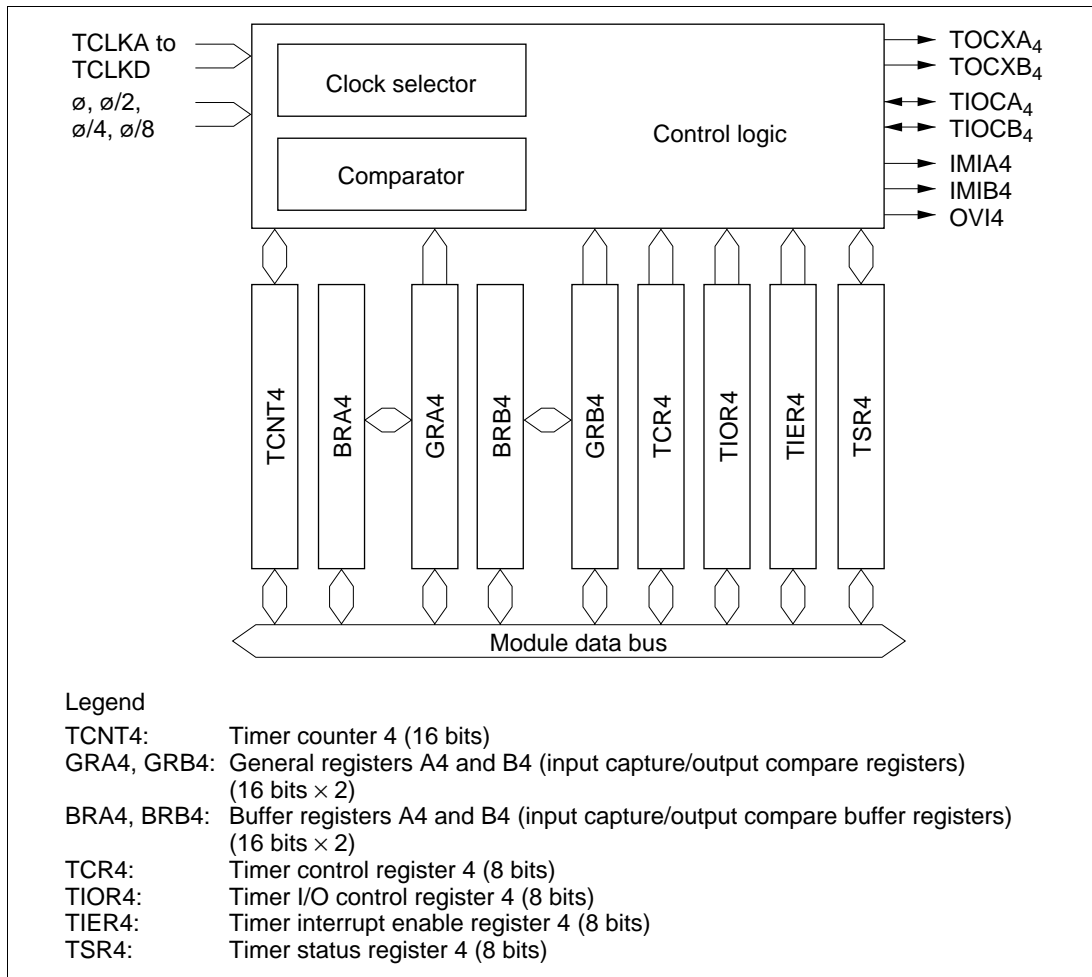 TCLKA to
TCLKD
ø, ø/2,
ø/4, ø/8
Clock selector
Comparator
Control logic
TOCXA4
TOCXB4
TIOCA4
TIOCB4
IMIA4
IMIB4
OVI4
TCNT4
BRA4
GRA4
BRB4
GRB4
TCR4
TIOR4
TIER4
TSR4
Module data bus
Legend
TCNT4: Timer counter 4 (16 bits)
GRA4, GRB4: General registers A4 and B4 (input capture/output compare registers)
(16 bits × 2)
BRA4, BRB4: Buffer registers A4 and B4 (input capture/output compare buffer registers)
(16 bits × 2)
TCR4: Timer control register 4 (8 bits)
TIOR4: Timer I/O control register 4 (8 bits)
TIER4: Timer interrupt enable register 4 (8 bits)
TSR4: Timer status register 4 (8 bits)